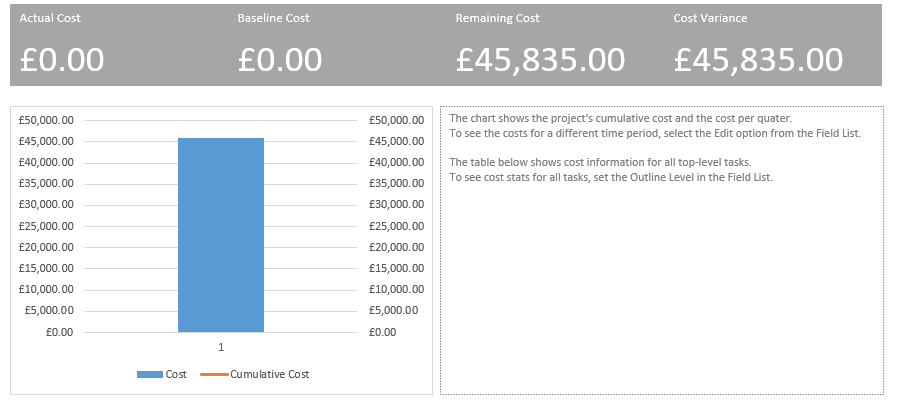 Actual Cost
Baseline Cost
Remaining Cost
Cost Variance
£0.00
£0.00
£45,835.00
£45,835.00
£50,000.00
£45,000.00
£40,000.00
£35,000.00
£30,000.00
£25,000.00
£20,000.00
£15,000.00
£10,000.00
£5,000.00
£0.00
£50,000.00
£45,000.00
£40,000.00
£35,000.00
£30,000.00
£25,000.00
£20,000.00
£15,000.00
£10,000.00
£5,000.00
£0.00
1
Cost
Cumulative Cost
The chart shows the project's cumulative cost and the cost per quater.
To see the costs for a different time period, select the Edit option from the Field List.
The table below shows cost information for all top-level tasks.
To see cost stats for all tasks, set the Outline Level in the Field List.